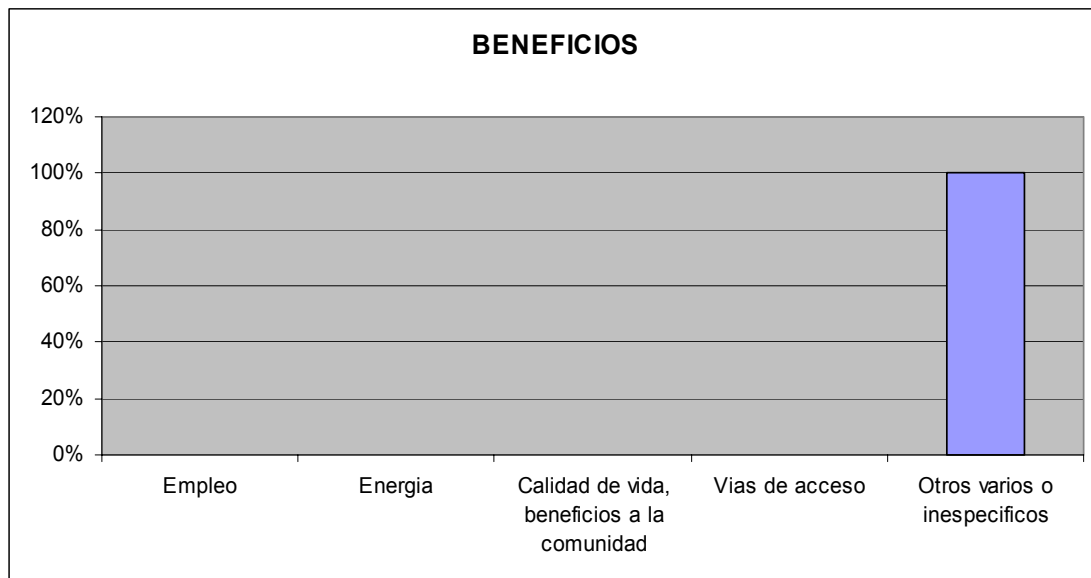 BENEFICIOS
120%
100%
80%
60%
40%
20%
0%
Empleo
Energia
Calidad de vida,
beneficios a la
comunidad
Vias de acceso
Otros varios o
inespecificos